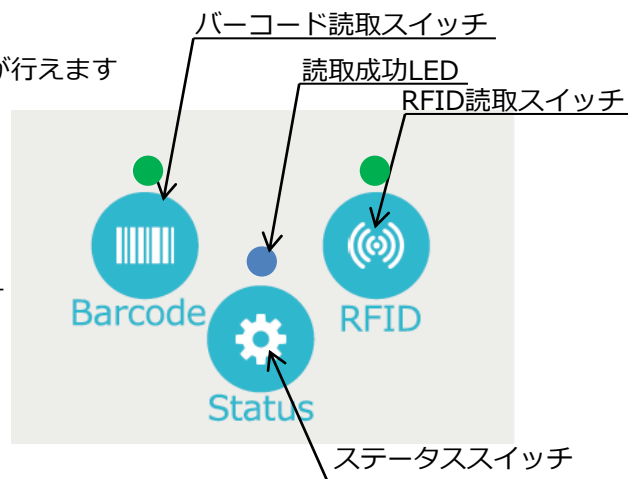 バーコード読取スイッチ
が行えます
読取成功LED
RFID読取スイッチ
Barcode
RFID
Status
ステータススイッチ